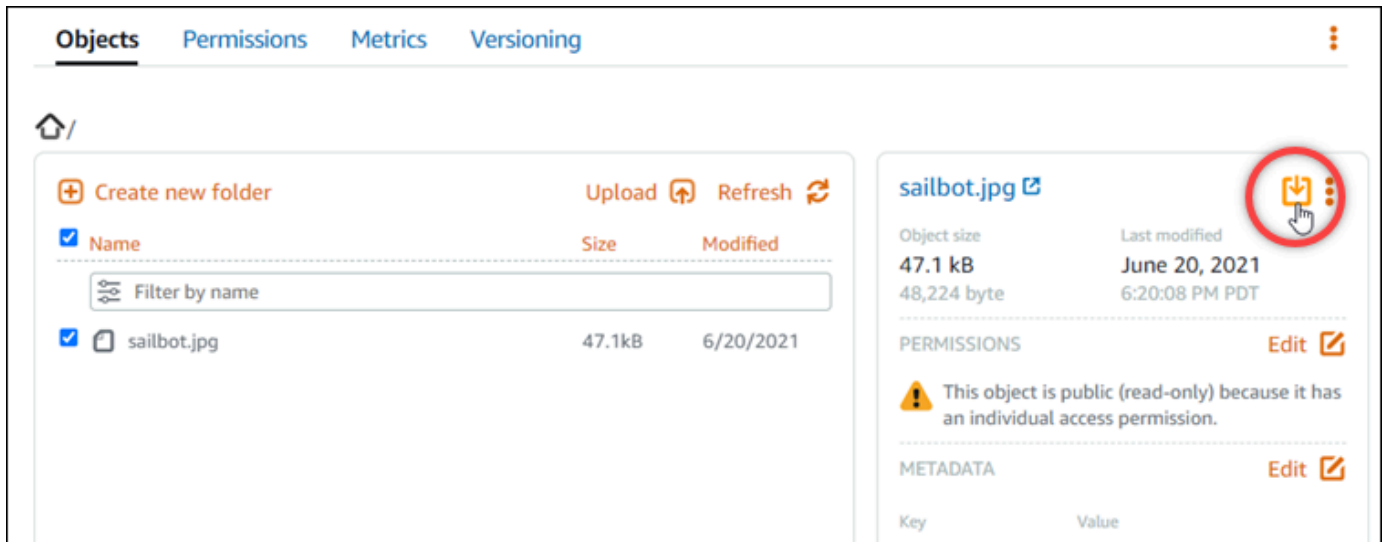 Objects Permissions Metrics Versioning
/
Create new folder Upload Refresh
Name Size Modified
Filter by name
sailbot.jpg 47.1kB 6/20/2021
sailbot.jpg
Object size Last modified
47.1 kB June 20, 2021
48,224 byte 6:20:08 PM PDT
PERMISSIONS Edit
This object is public (read-only) because it has
an individual access permission.
METADATA Edit
Key Value